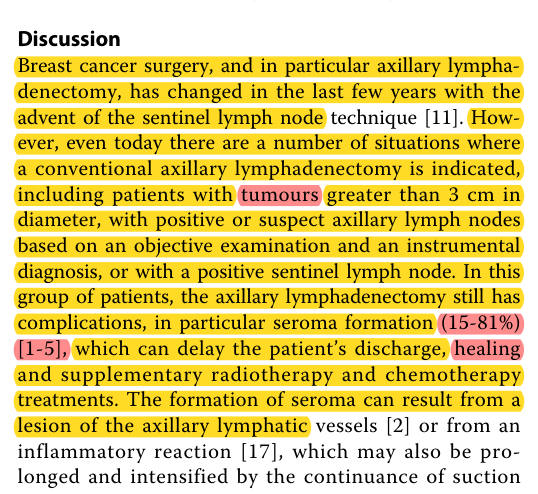 Discussion
Breast cancer surgery, and in particular axillary lympha-
denectomy, has changed in the last few years with the
advent of the sentinel lymph node technique [11]. How-
ever, even today there are a number of situations where
a conventional axillary lymphadenectomy is indicated,
including patients with tumours greater than 3 cm in
diameter, with positive or suspect axillary lymph nodes
based on an objective examination and an instrumental
diagnosis, or with a positive sentinel lymph node. In this
group of patients, the axillary lymphadenectomy still has
complications, in particular seroma formation (15-81%)
[1-5], which can delay the patient’s discharge, healing
and supplementary radiotherapy and chemotherapy
treatments. The formation of seroma can result from a
lesion of the axillary lymphatic vessels [2] or from an
inflammatory reaction [17], which may also be pro-
longed and intensified by the continuance of suction